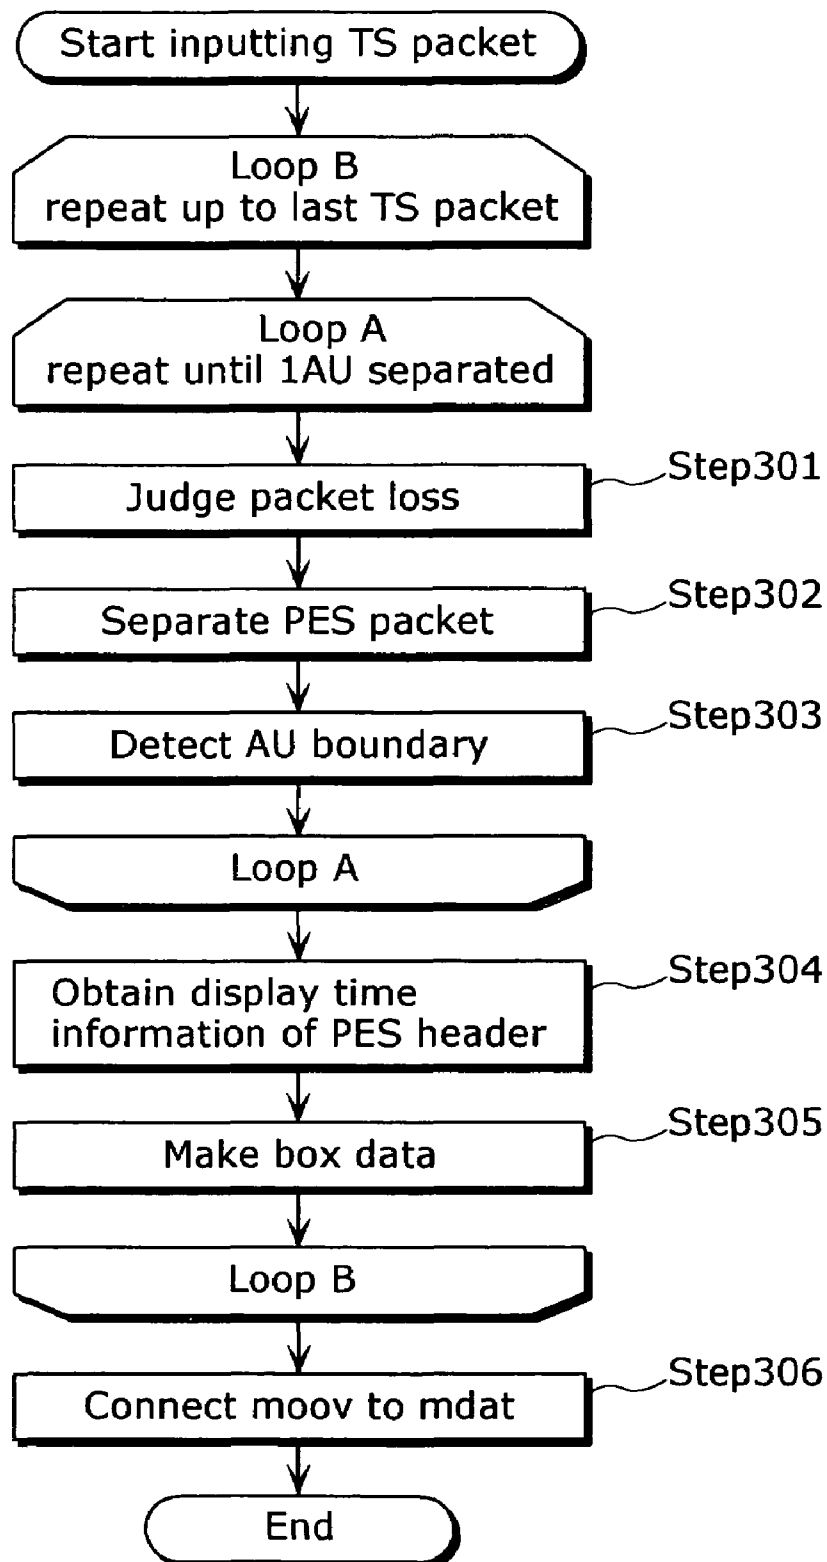 Start inputting TS packet
Loop B
repeat up to last TS packet
Loop A
repeat until 1AU separated
Step301
Judge packet loss
Step302
Separate PES packet
Step303
Detect AU boundary
Loop A
Step304
Obtain display time
information of PES header
Step305
Make box data
Loop B
Step306
Connect moov to mdat
End